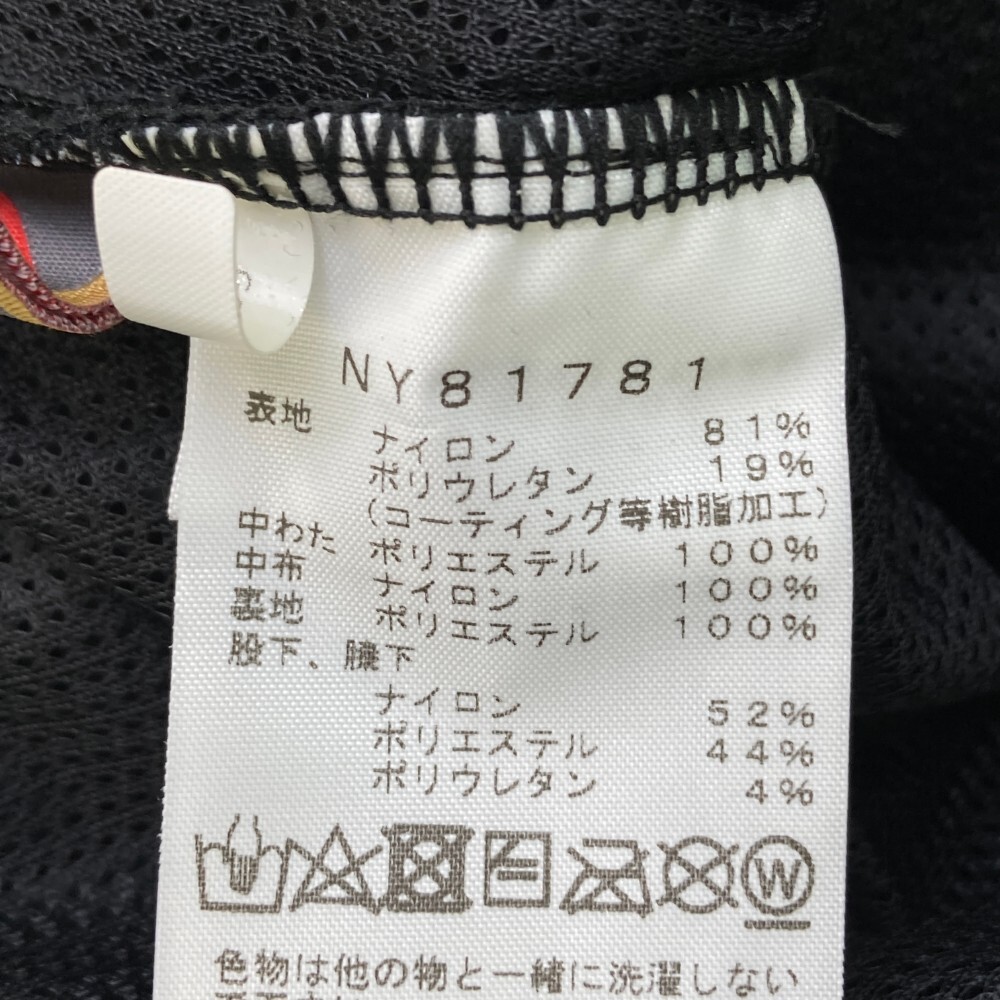 NY81781
表地
ナイロン 81%
ポリウレタン 19%
(コーティング等樹脂加工)
中わた ポリエステル 100%
中布 ナイロン 100%
裏地 ポリエステル 100%
股下、膝下
ナイロン 52%
ポリエステル 44%
ポリウレタン 4%
W
色物は他の物と一緒に洗濯しない